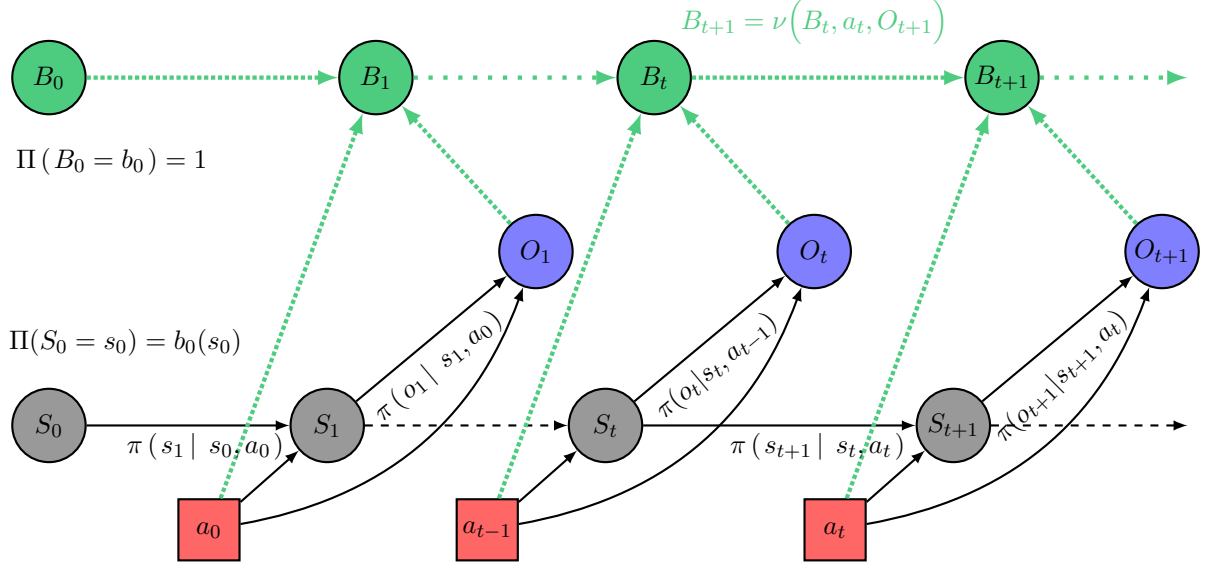 B_{t+1} = ν(B_t, a_t, O_{t+1})
B_0
B_1
B_t
B_{t+1}
Π (B_0 = b_0) = 1
O_1
O_t
O_{t+1}
Π(S_0 = s_0) = b_0(s_0)
π (o_1 | s_1, a_0)
π(o_t|s_t, a_{t−1})
π(o_{t+1}|s_{t+1}, a_t)
S_0
S_1
S_t
S_{t+1}
π (s_1 | s_0, a_0)
π (s_{t+1} | s_t, a_t)
a_0
a_{t−1}
a_t